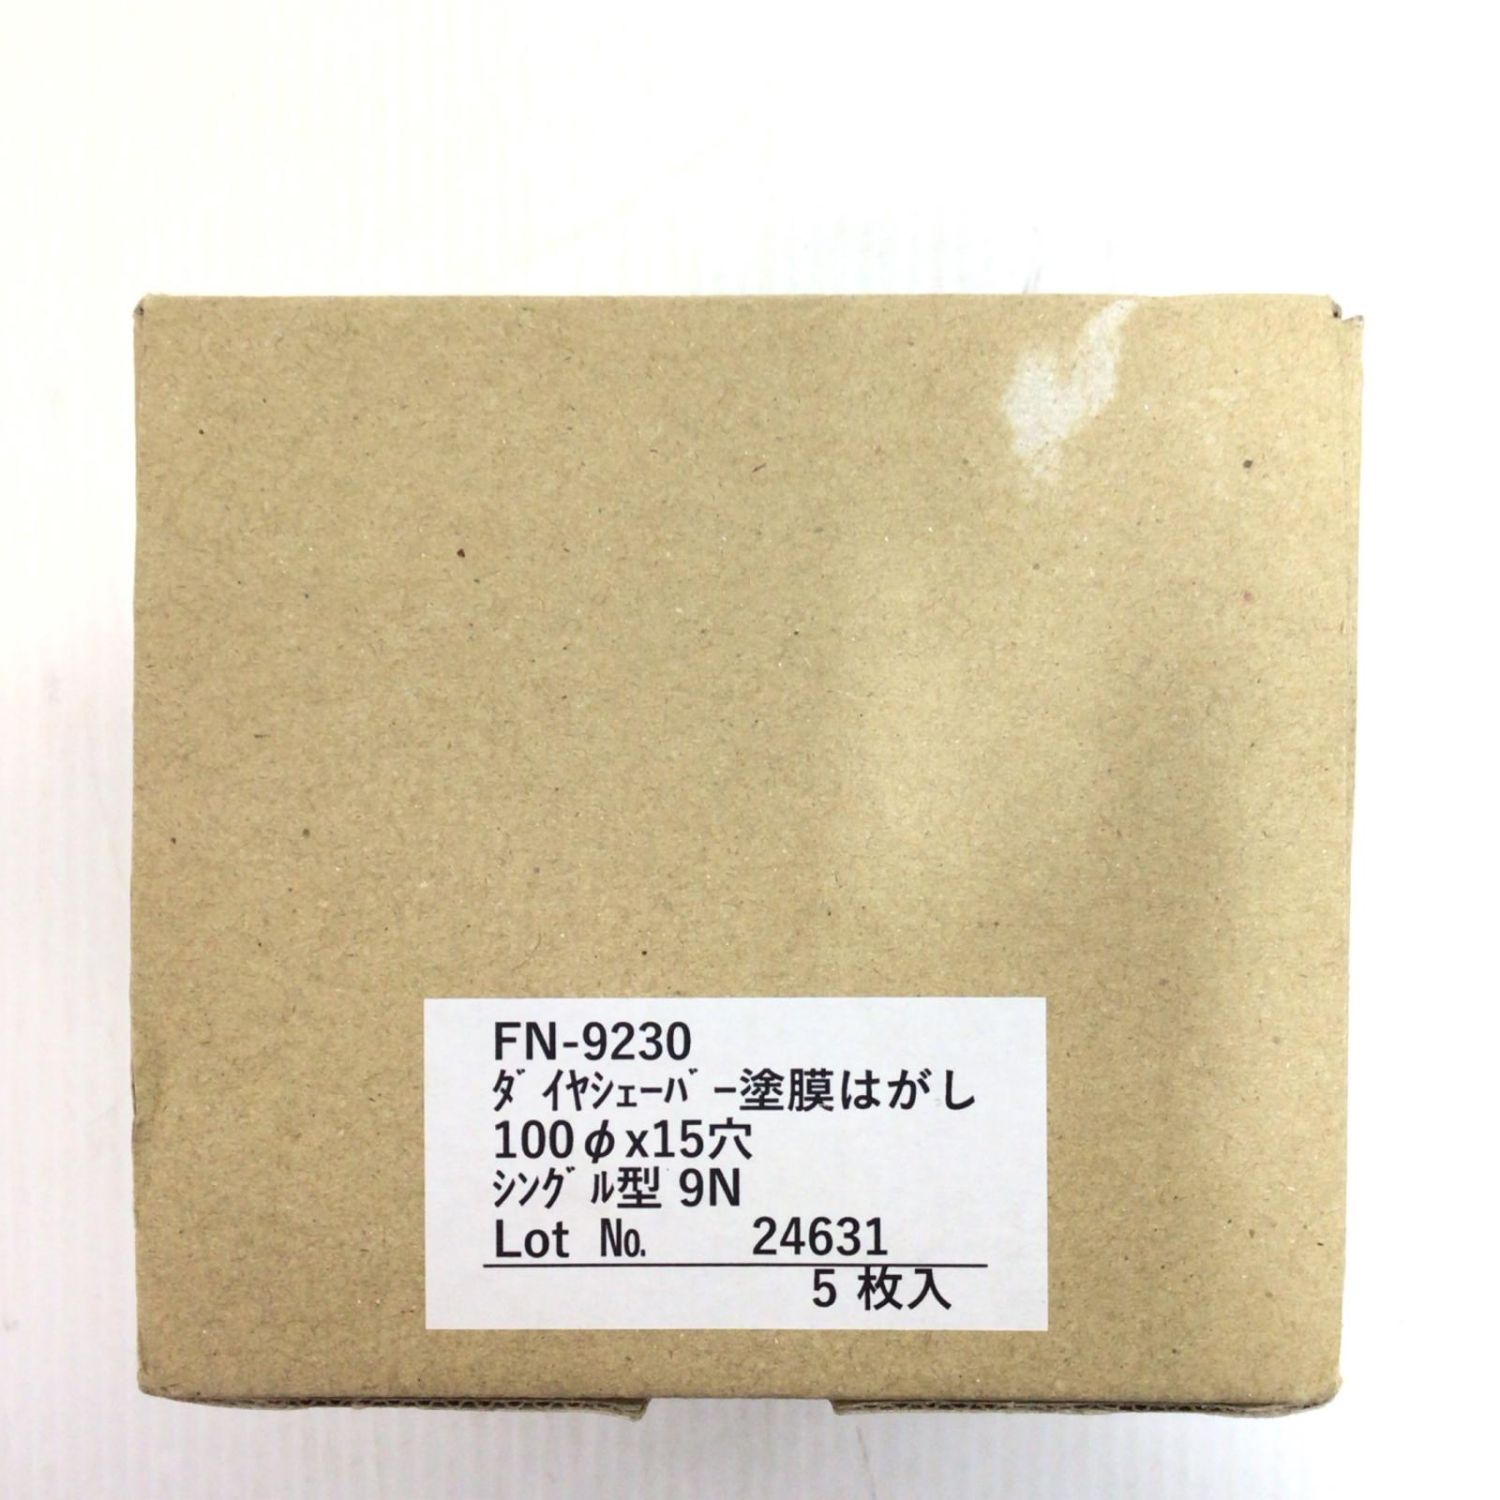 FN-9230
ﾀﾞｲﾔｼｪｰﾊﾞｰ塗膜はがし
100φx15穴
ｼﾝｸﾞﾙ型 9N
Lot №.　24631
5 枚入